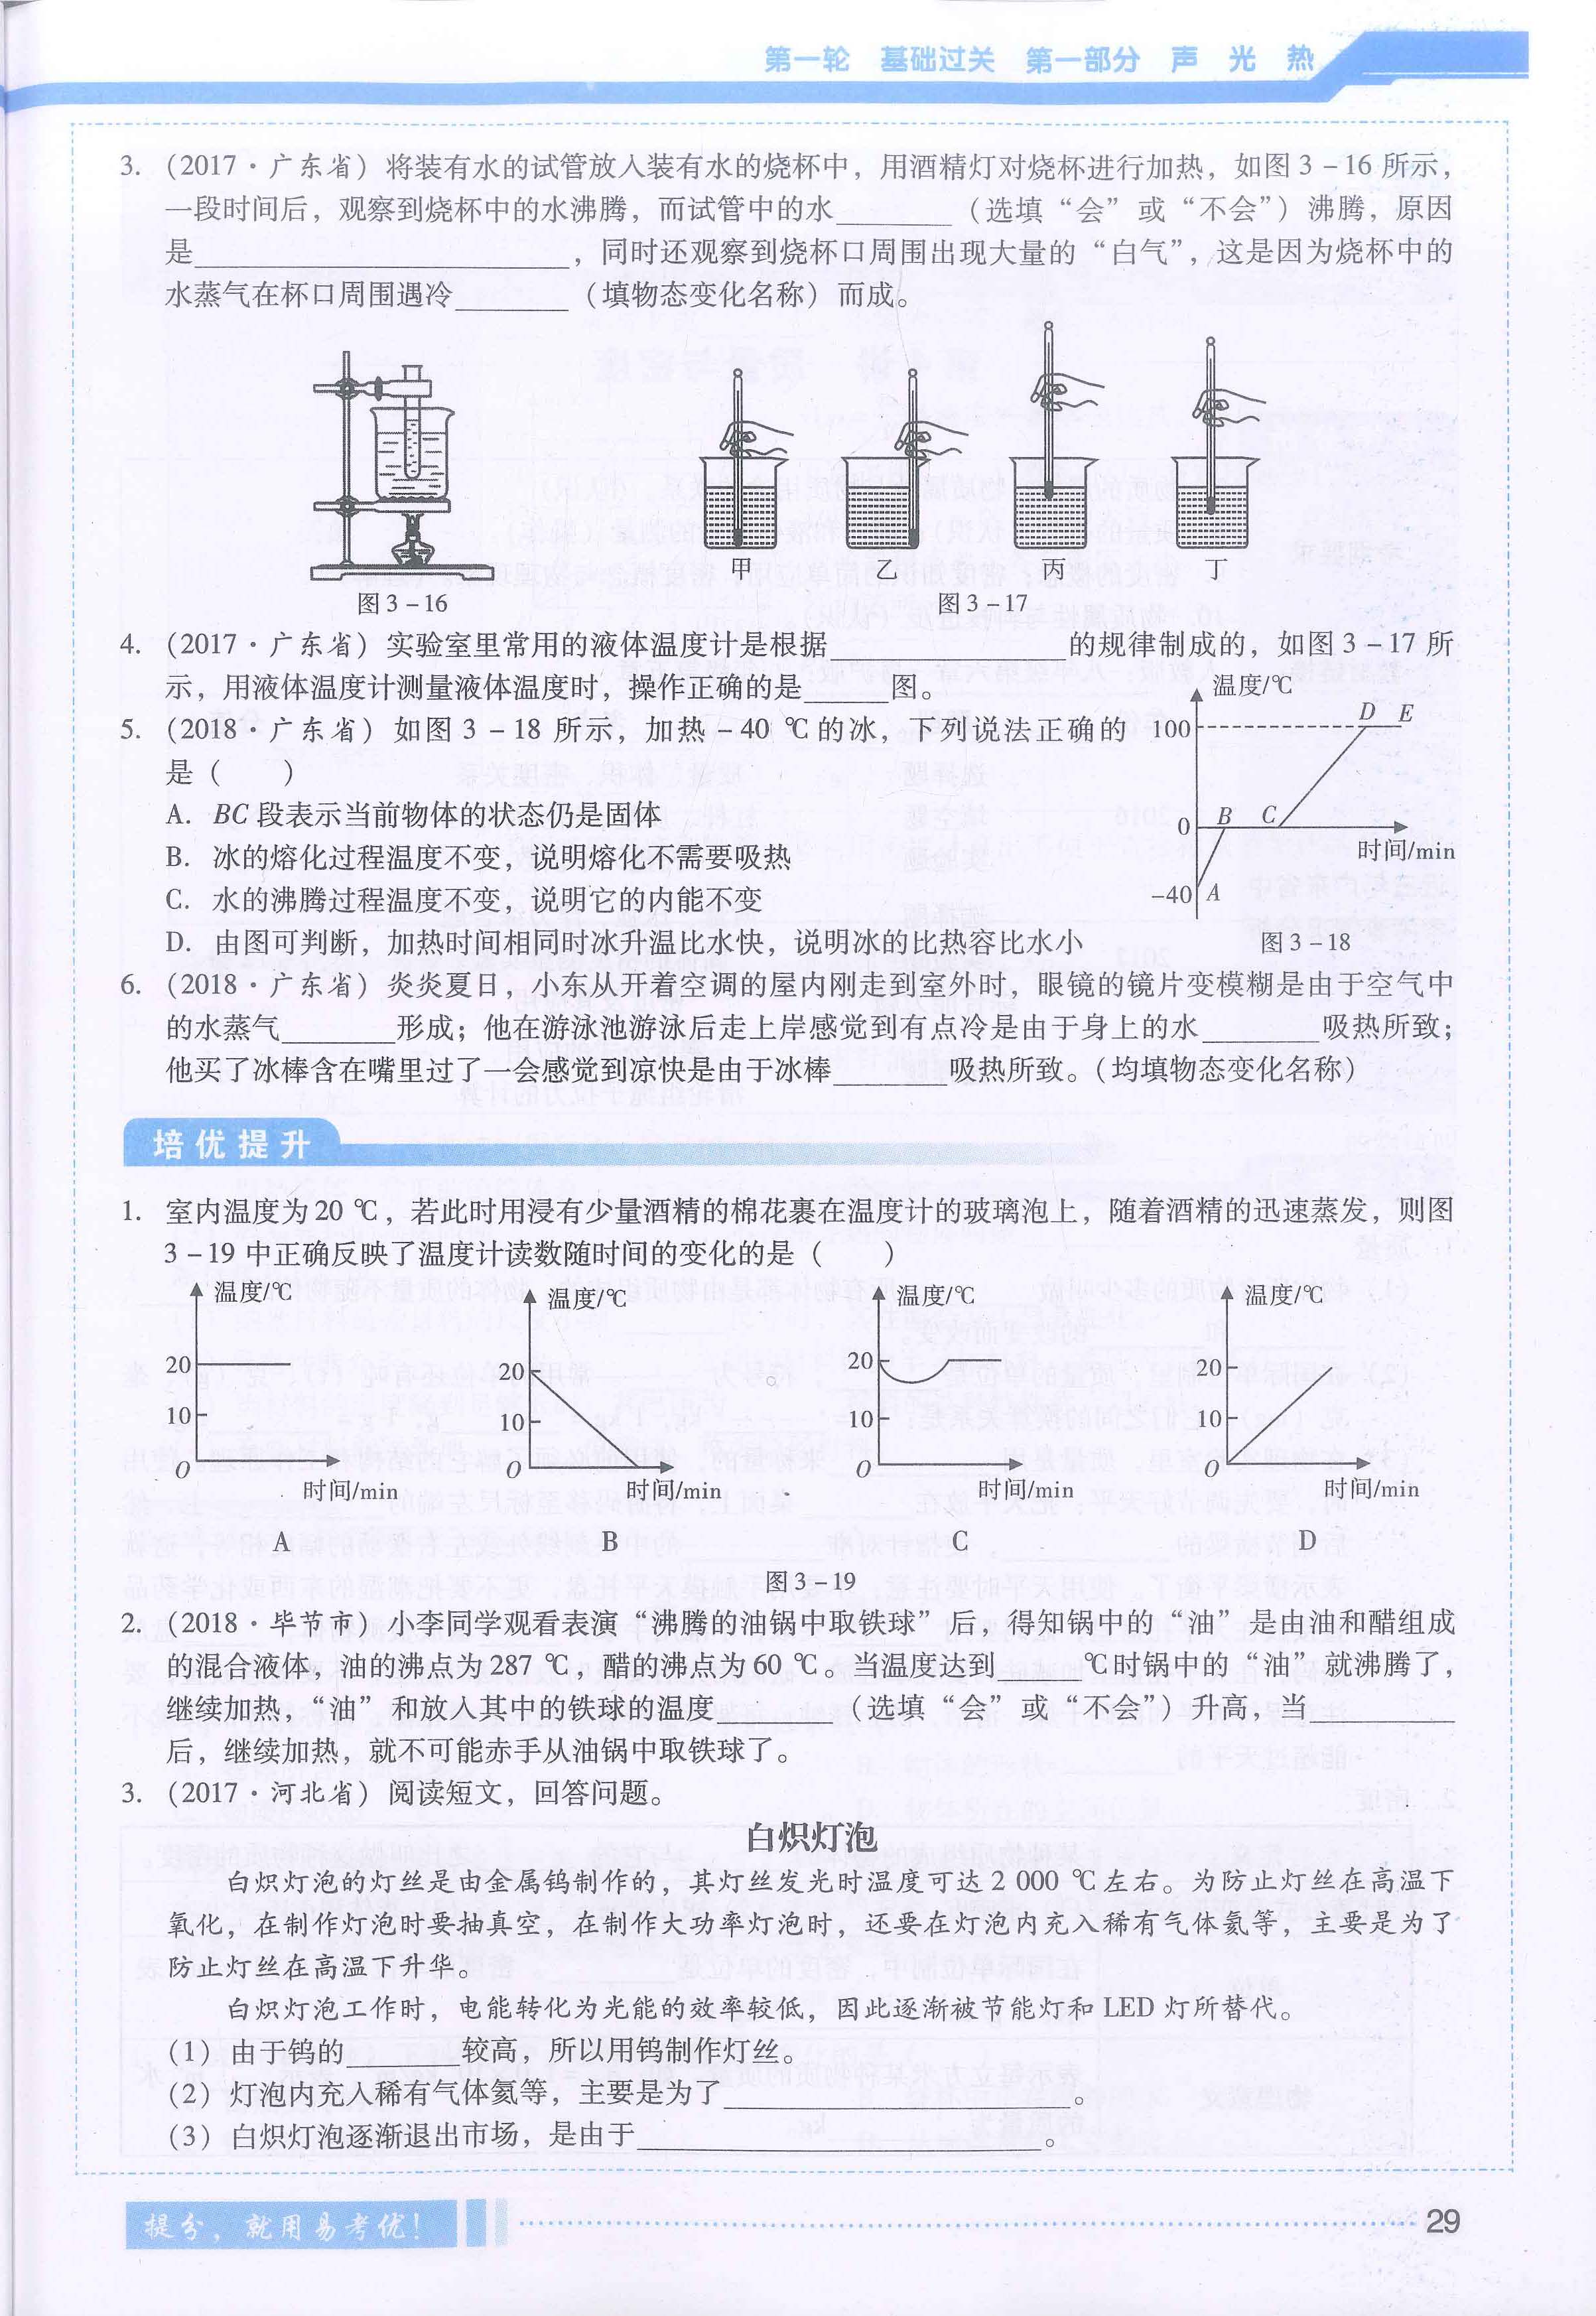 第一轮 基础过关 第一部分 声 光 热
3. (2017·广东省) 将装有水的试管放入装有水的烧杯中，用酒精灯对烧杯进行加热，如图 3-16 所示，
一段时间后，观察到烧杯中的水沸腾，而试管中的水________（选填“会”或“不会”）沸腾，原因
是________________，同时还观察到烧杯口周围出现大量的“白气”，这是因为烧杯中的
水蒸气在杯口周围遇冷________（填物态变化名称）而成。
甲 乙 丙 丁
图 3-16 图 3-17
4. (2017·广东省) 实验室里常用的液体温度计是根据________________的规律制成的，如图 3-17 所
示，用液体温度计测量液体温度时，操作正确的是______图。
5. (2018·广东省) 如图 3-18 所示，加热 -40 ℃的冰，下列说法正确的
是（　　）
A. BC 段表示当前物体的状态仍是固体
B. 冰的熔化过程温度不变，说明熔化不需要吸热
C. 水的沸腾过程温度不变，说明它的内能不变
D. 由图可判断，加热时间相同时冰升温比水快，说明冰的比热容比水小
温度/℃
100 D E
0 B C
时间/min
-40 A
图 3-18
6. (2018·广东省) 炎炎夏日，小东从开着空调的屋内刚走到室外时，眼镜的镜片变模糊是由于空气中
的水蒸气________形成；他在游泳池游泳后走上岸感觉到有点冷是由于身上的水________吸热所致；
他买了冰棒含在嘴里过了一会感觉到凉快是由于冰棒________吸热所致。（均填物态变化名称）
培优提升
1. 室内温度为 20 ℃，若此时用浸有少量酒精的棉花裹在温度计的玻璃泡上，随着酒精的迅速蒸发，则图
3-19 中正确反映了温度计读数随时间的变化的是（　　）
温度/℃ 温度/℃ 温度/℃ 温度/℃
20 20 20 20
10 10 10 10
O O O O
时间/min 时间/min 时间/min 时间/min
A B C D
图 3-19
2. (2018·毕节市) 小李同学观看表演“沸腾的油锅中取铁球”后，得知锅中的“油”是由油和醋组成
的混合液体，油的沸点为 287 ℃，醋的沸点为 60 ℃。当温度达到______℃时锅中的“油”就沸腾了，
继续加热，“油”和放入其中的铁球的温度________（选填“会”或“不会”）升高，当__________
后，继续加热，就不可能赤手从油锅中取铁球了。
3. (2017·河北省) 阅读短文，回答问题。
白炽灯泡
白炽灯泡的灯丝是由金属钨制作的，其灯丝发光时温度可达 2 000 ℃左右。为防止灯丝在高温下
氧化，在制作灯泡时要抽真空，在制作大功率灯泡时，还要在灯泡内充入稀有气体氦等，主要是为了
防止灯丝在高温下升华。
白炽灯泡工作时，电能转化为光能的效率较低，因此逐渐被节能灯和 LED 灯所替代。
(1) 由于钨的________较高，所以用钨制作灯丝。
(2) 灯泡内充入稀有气体氦等，主要是为了________________。
(3) 白炽灯泡逐渐退出市场，是由于________________。
提分，就用易考优！
29